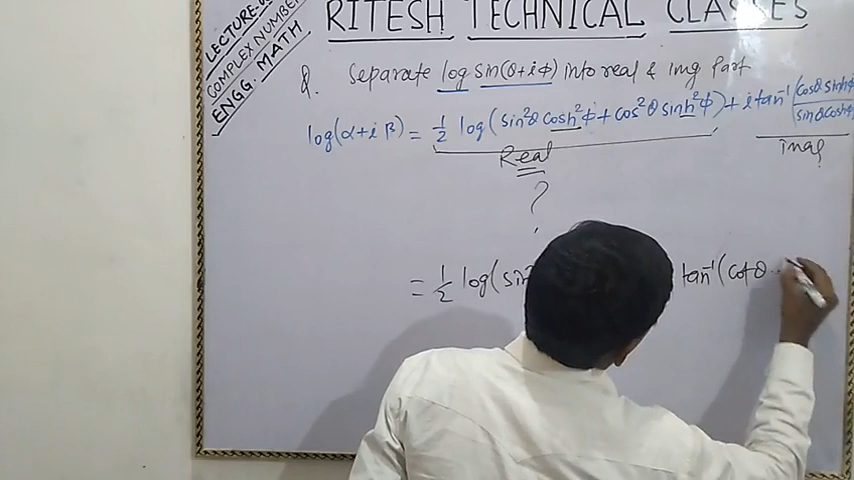 RITESH TECHNICAL CLASSES
LECTURE-0
COMPLEX NUMBER
ENGG. MATH
Q. Separate log sin(θ+iϕ) into real & img Part
log(α+iβ) = 1/2 log(sin²θ cosh²ϕ + cos²θ sinh²ϕ) + i tan⁻¹(cosθ sinhϕ/sinθ coshϕ
Real
imag
?
= 1/2 log(sin tan⁻¹(cotθ